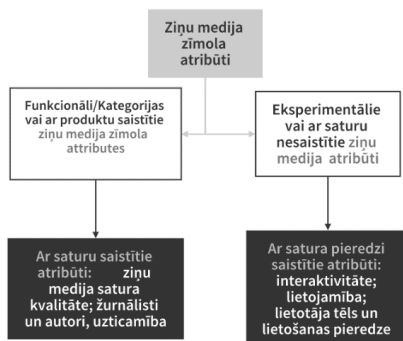 Ziņu medija
zīmola
atribūti
Funkcionāli/Kategorijas
vai ar produktu saistītie
ziņu medija zīmola
attributes
Eksperimentālie
vai ar saturu
nesaistītie ziņu
medija atribūti
Ar saturu saistītie
atribūti: ziņu
medija satura
kvalitāte; žurnālisti
un autori, uzticamība
Ar satura pieredzi
saistītie atribūti:
interaktivitāte;
lietojamība;
lietotāja tēls un
lietošanas pieredze